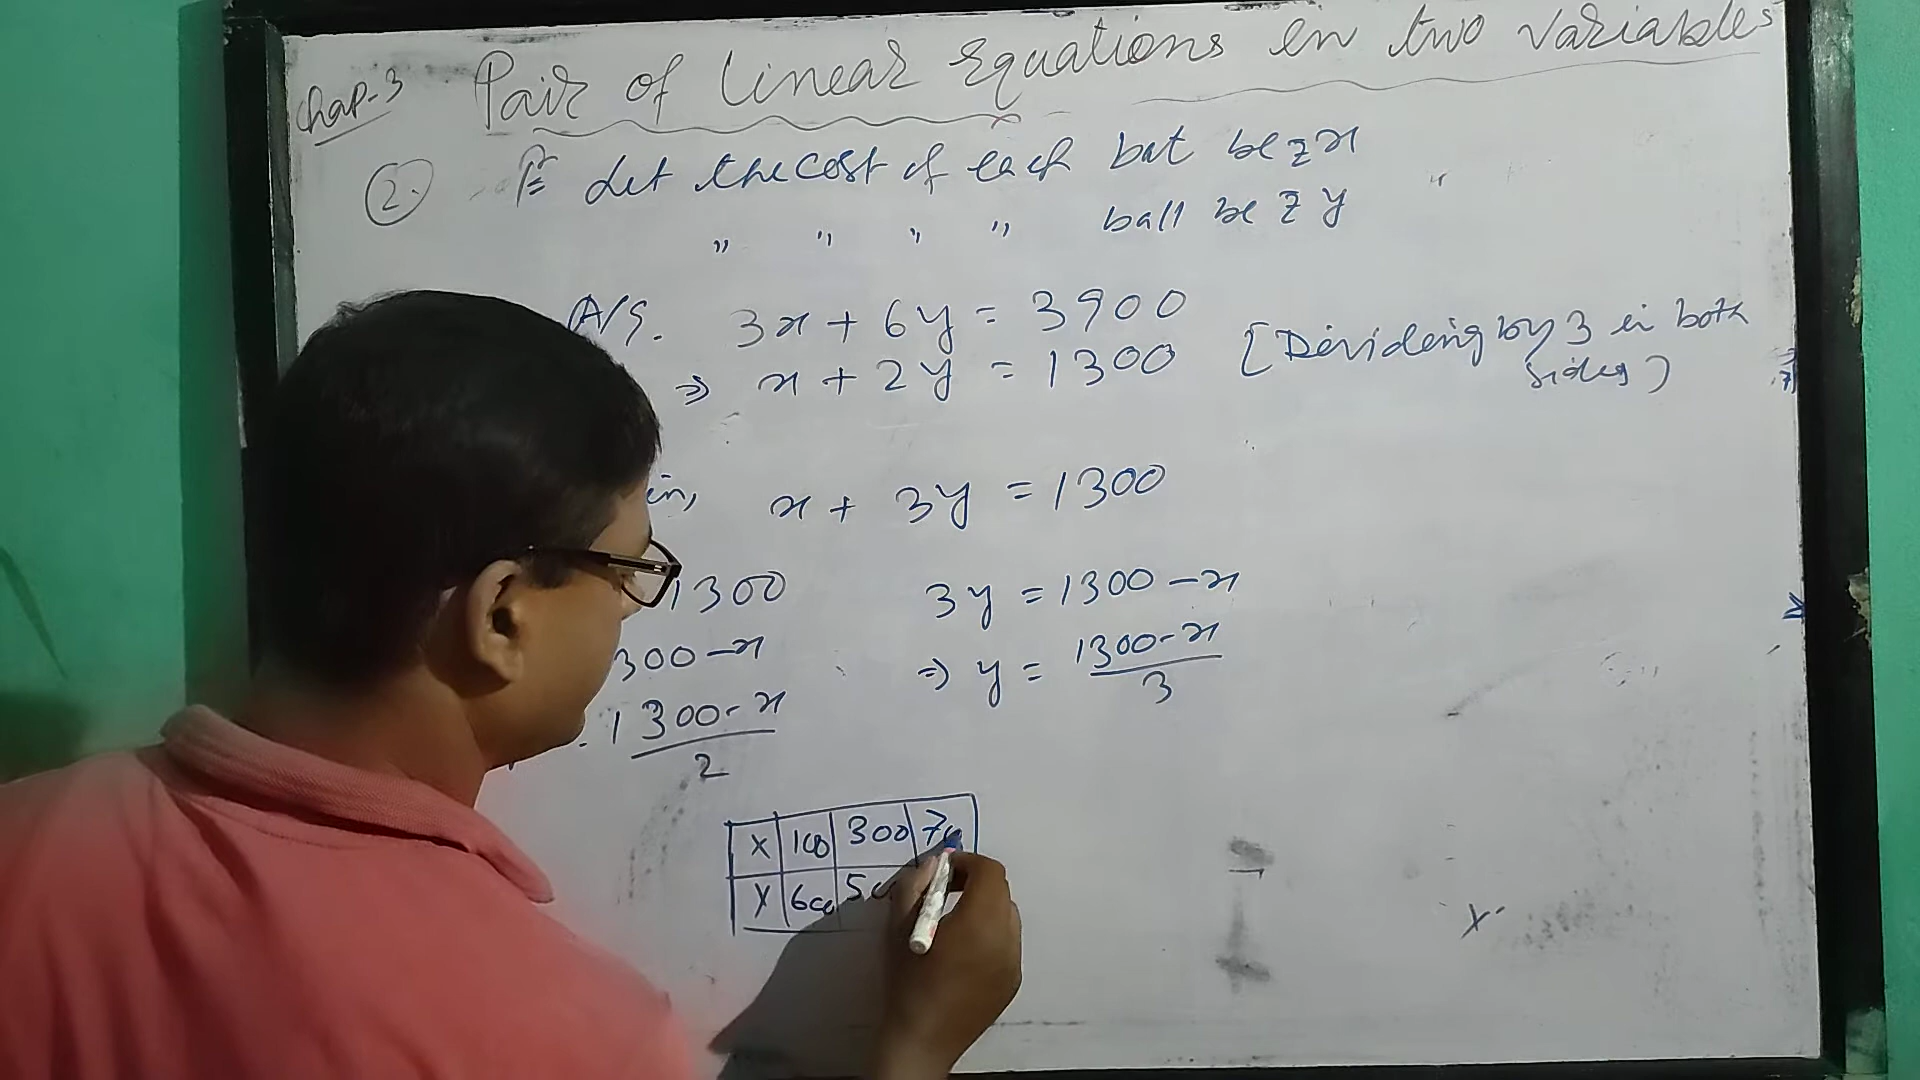 Chap-3 Pair of Linear Equations in two variables
2. Let the cost of each bat be ₹ x
" " " " ball be ₹ y
A/S. 3x + 6y = 3900
⇒ x + 2y = 1300 [Dividing by 3 in both sides]
x + 3y = 1300
1300 3y = 1300 - x
300 - x ⇒ y = 1300 - x / 3
1300 - x / 2
X 100 300
Y 600